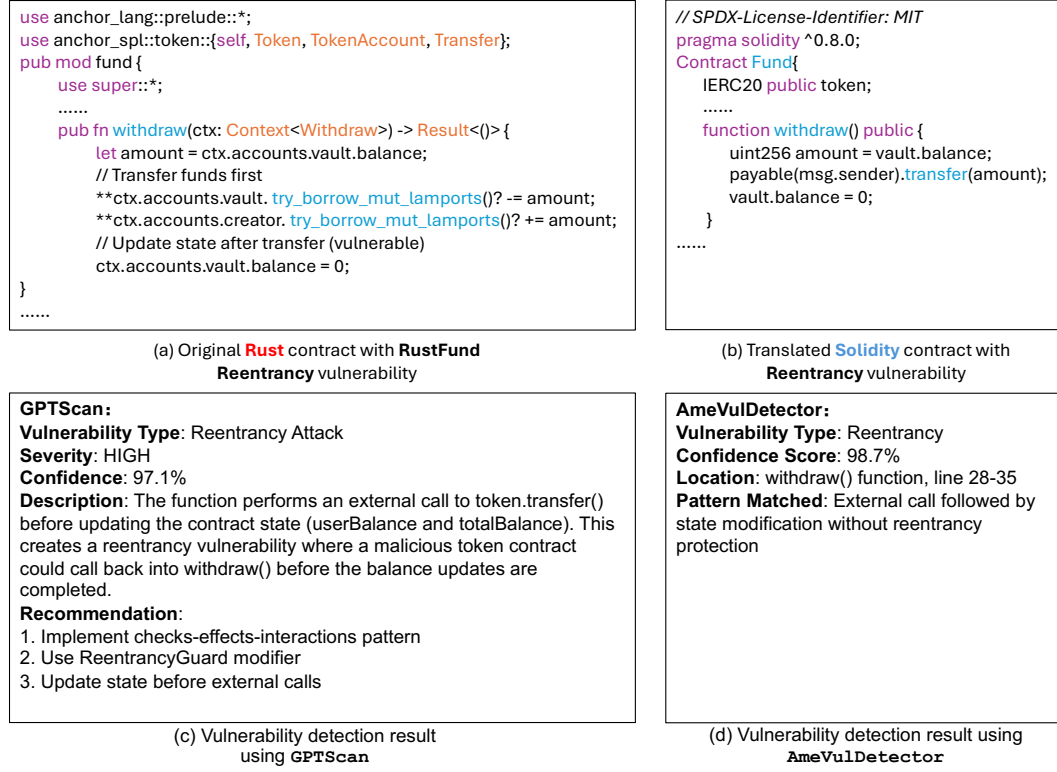 use anchor_lang::prelude::*;
use anchor_spl::token::{self, Token, TokenAccount, Transfer};
pub mod fund {
use super::*;
......
pub fn withdraw(ctx: Context<Withdraw>) -> Result<()> {
let amount = ctx.accounts.vault.balance;
// Transfer funds first
**ctx.accounts.vault. try_borrow_mut_lamports()? -= amount;
**ctx.accounts.creator. try_borrow_mut_lamports()? += amount;
// Update state after transfer (vulnerable)
ctx.accounts.vault.balance = 0;
}
......
(a) Original Rust contract with RustFund
Reentrancy vulnerability
// SPDX-License-Identifier: MIT
pragma solidity ^0.8.0;
Contract Fund{
IERC20 public token;
......
function withdraw() public {
uint256 amount = vault.balance;
payable(msg.sender).transfer(amount);
vault.balance = 0;
}
......
(b) Translated Solidity contract with
Reentrancy vulnerability
GPTScan:
Vulnerability Type: Reentrancy Attack
Severity: HIGH
Confidence: 97.1%
Description: The function performs an external call to token.transfer()
before updating the contract state (userBalance and totalBalance). This
creates a reentrancy vulnerability where a malicious token contract
could call back into withdraw() before the balance updates are
completed.
Recommendation:
1. Implement checks-effects-interactions pattern
2. Use ReentrancyGuard modifier
3. Update state before external calls
(c) Vulnerability detection result
using GPTScan
AmeVulDetector:
Vulnerability Type: Reentrancy
Confidence Score: 98.7%
Location: withdraw() function, line 28-35
Pattern Matched: External call followed by
state modification without reentrancy
protection
(d) Vulnerability detection result using
AmeVulDetector